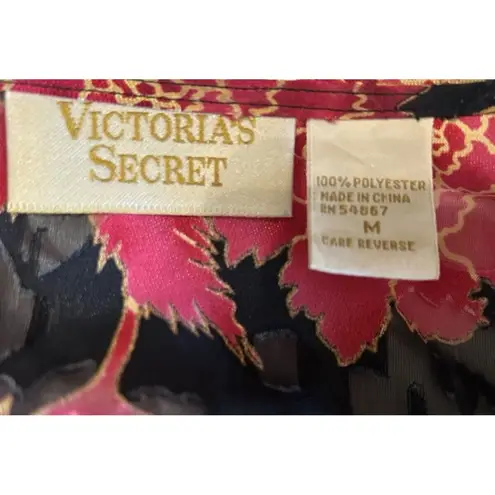 VICTORIA'S
SECRET
100% POLYESTER
MADE IN CHINA
RN 54867
M
CARE REVERSE